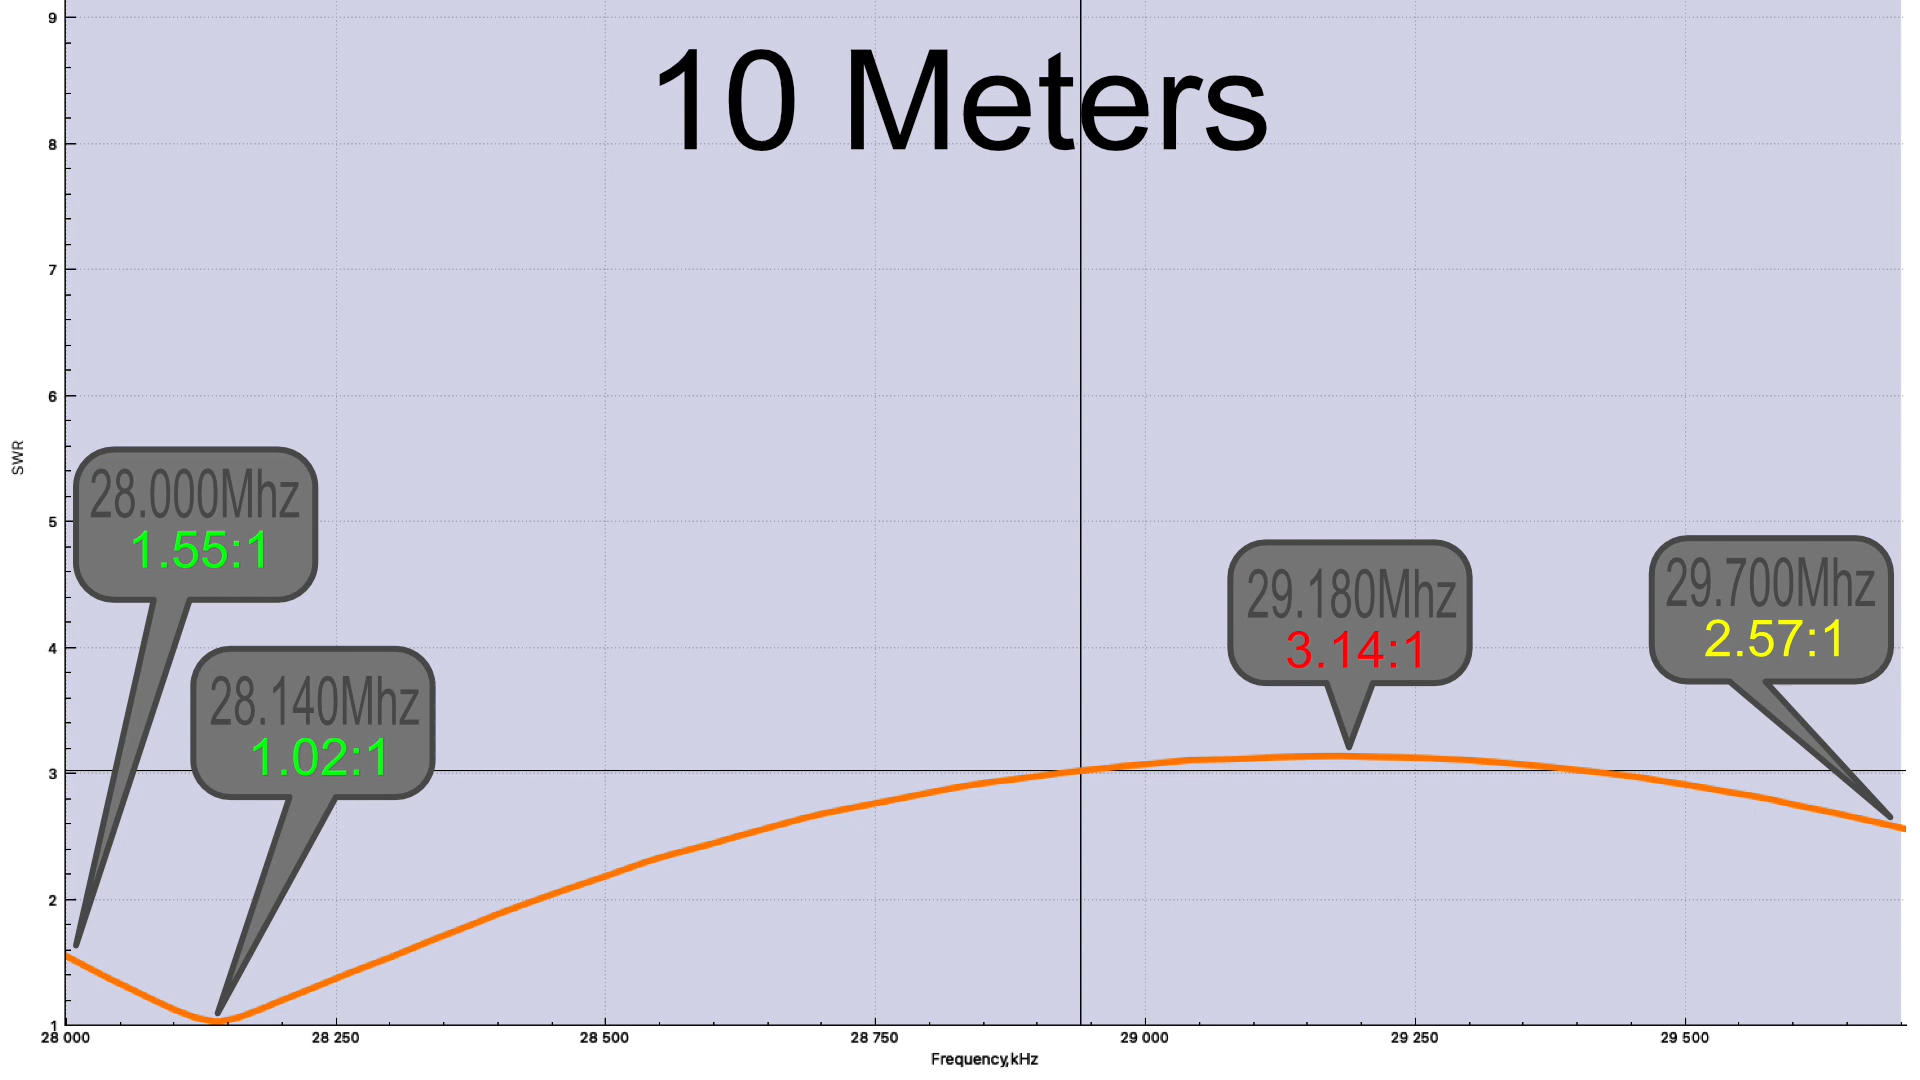 10 Meters
9
8
7
6
5
4
3
2
1
SWR
28.000Mhz
1.55:1
28.140Mhz
1.02:1
29.180Mhz
3.14:1
29.700Mhz
2.57:1
28 000 28 250 28 500 28 750 29 000 29 250 29 500
Frequency,kHz